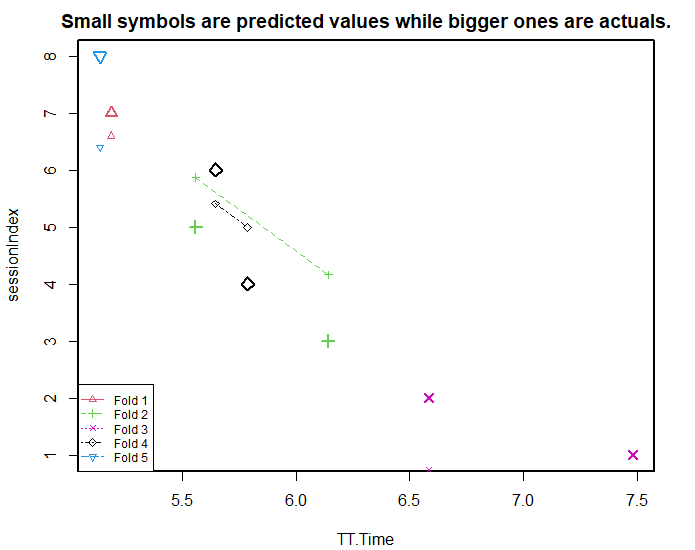 Small symbols are predicted values while bigger ones are actuals.
sessionIndex
8
7
6
5
4
3
2
1
Fold 1
Fold 2
Fold 3
Fold 4
Fold 5
5.5 6.0 6.5 7.0 7.5
TT.Time